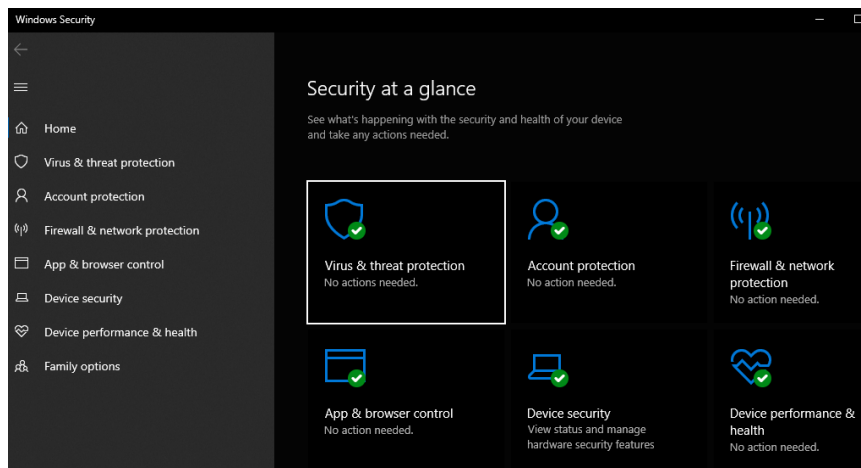 Windows Security
Home
Virus & threat protection
Account protection
Firewall & network protection
App & browser control
Device security
Device performance & health
Family options
Security at a glance
See what's happening with the security and health of your device
and take any actions needed.
Virus & threat protection
No actions needed.
Account protection
No action needed.
Firewall & network
protection
No action needed.
App & browser control
No action needed.
Device security
View status and manage
hardware security features
Device performance &
health
No action needed.